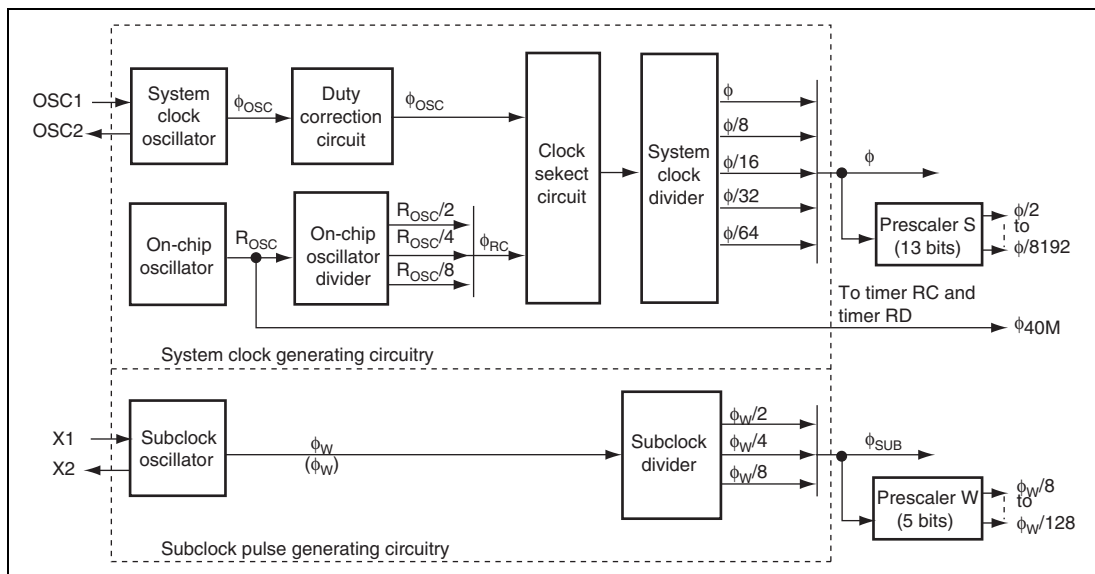 OSC1
OSC2
System
clock
oscillator
ϕOSC
Duty
correction
circuit
ϕOSC
Clock
sekect
circuit
System
clock
divider
ϕ
ϕ/8
ϕ/16
ϕ/32
ϕ/64
ϕ
Prescaler S
(13 bits)
ϕ/2
to
ϕ/8192
On-chip
oscillator
ROSC
On-chip
oscillator
divider
ROSC/2
ROSC/4
ROSC/8
ϕRC
To timer RC and
timer RD
ϕ40M
System clock generating circuitry
X1
X2
Subclock
oscillator
ϕW
(ϕW)
Subclock
divider
ϕW/2
ϕW/4
ϕW/8
ϕSUB
Prescaler W
(5 bits)
ϕW/8
to
ϕW/128
Subclock pulse generating circuitry